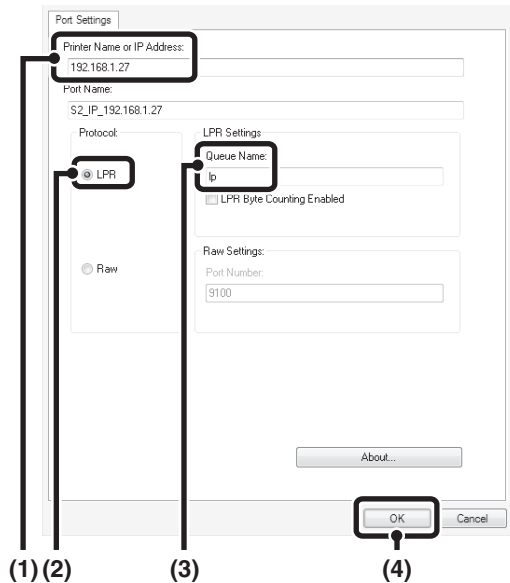 Port Settings
Printer Name or IP Address:
192.168.1.27
Port Name:
S2_IP_192.168.1.27
Protocol:
LPR
Raw
LPR Settings
Queue Name:
lp
LPR Byte Counting Enabled
Raw Settings:
Port Number:
9100
About...
OK
Cancel
(1) (2) (3) (4)